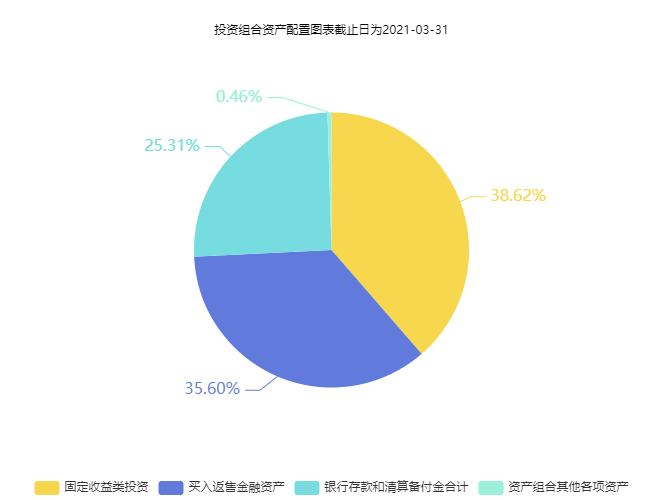 投资组合资产配置图表截止日为2021-03-31
0.46%
25.31%
38.62%
35.60%
固定收益类投资 买入返售金融资产 银行存款和清算备付金合计 资产组合其他各项资产